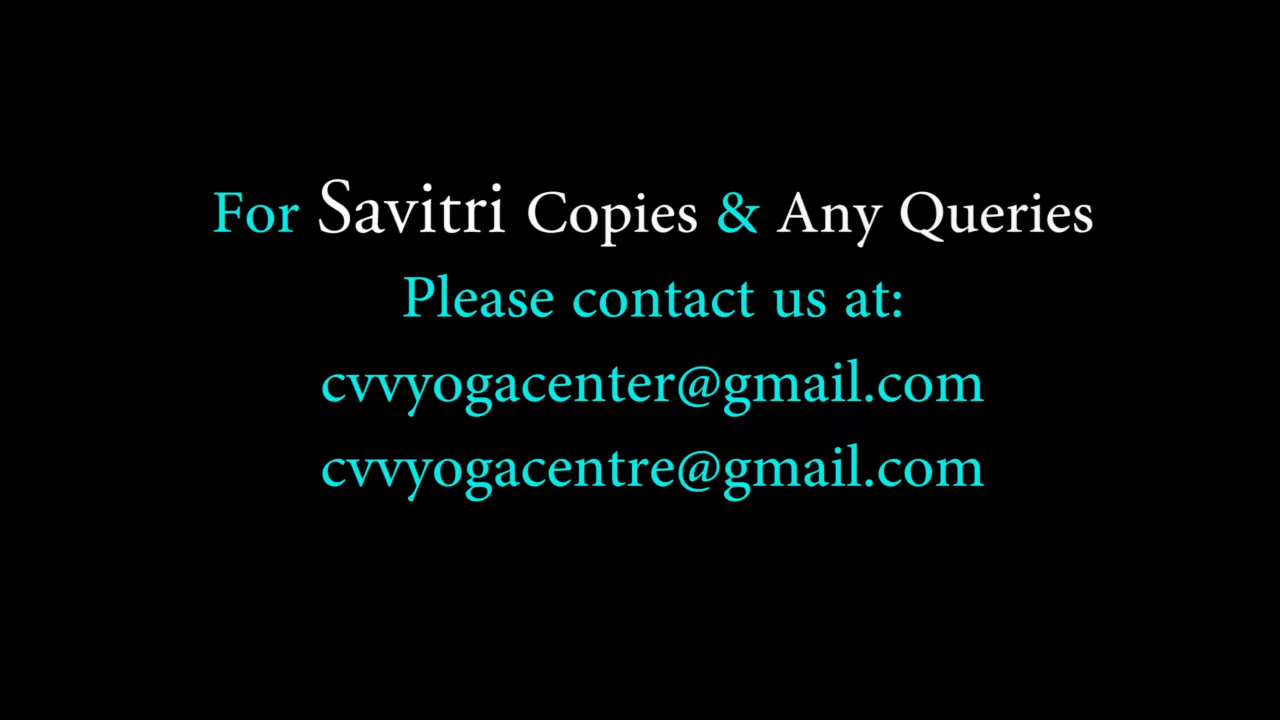 For Savitri Copies & Any Queries
Please contact us at:
cvvyogacenter@gmail.com
cvvyogacentre@gmail.com